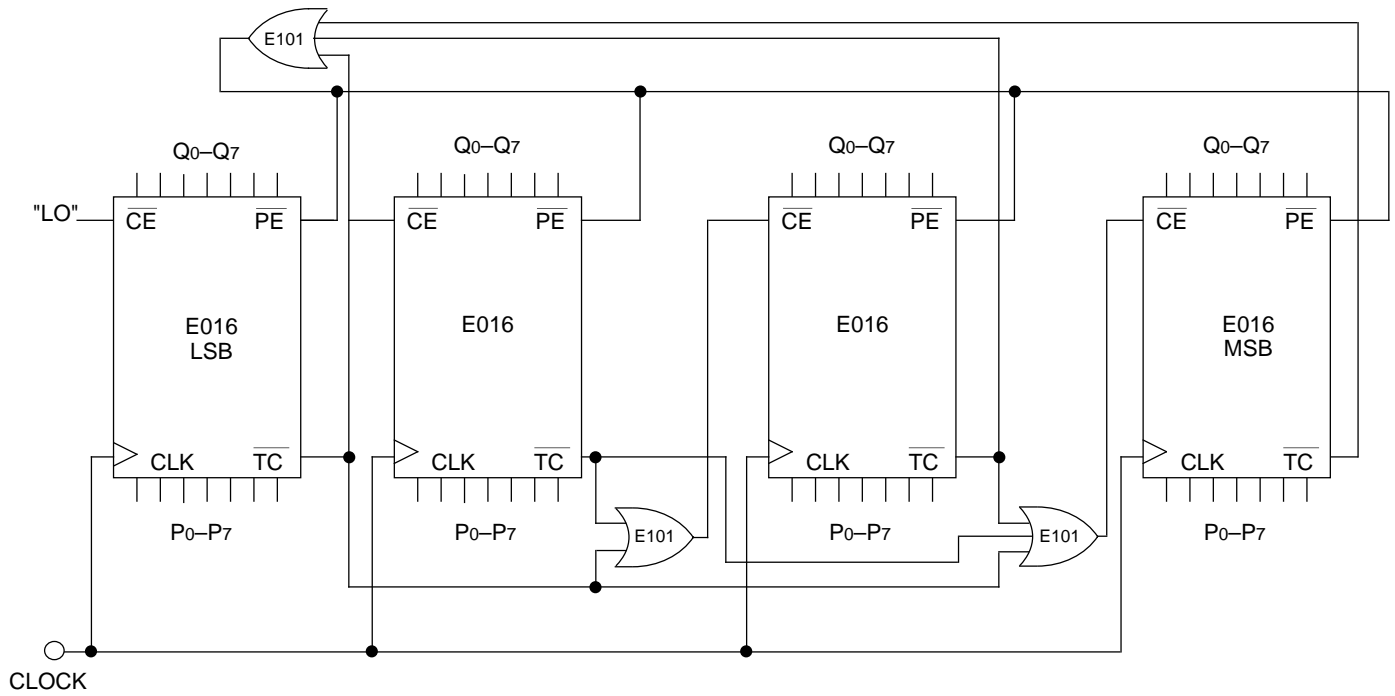 E101
Q0–Q7
Q0–Q7
Q0–Q7
Q0–Q7
"LO"
CE
PE
CE
PE
CE
PE
CE
PE
E016
LSB
E016
E016
E016
MSB
CLK
TC
CLK
TC
CLK
TC
CLK
TC
P0–P7
P0–P7
E101
P0–P7
E101
P0–P7
CLOCK